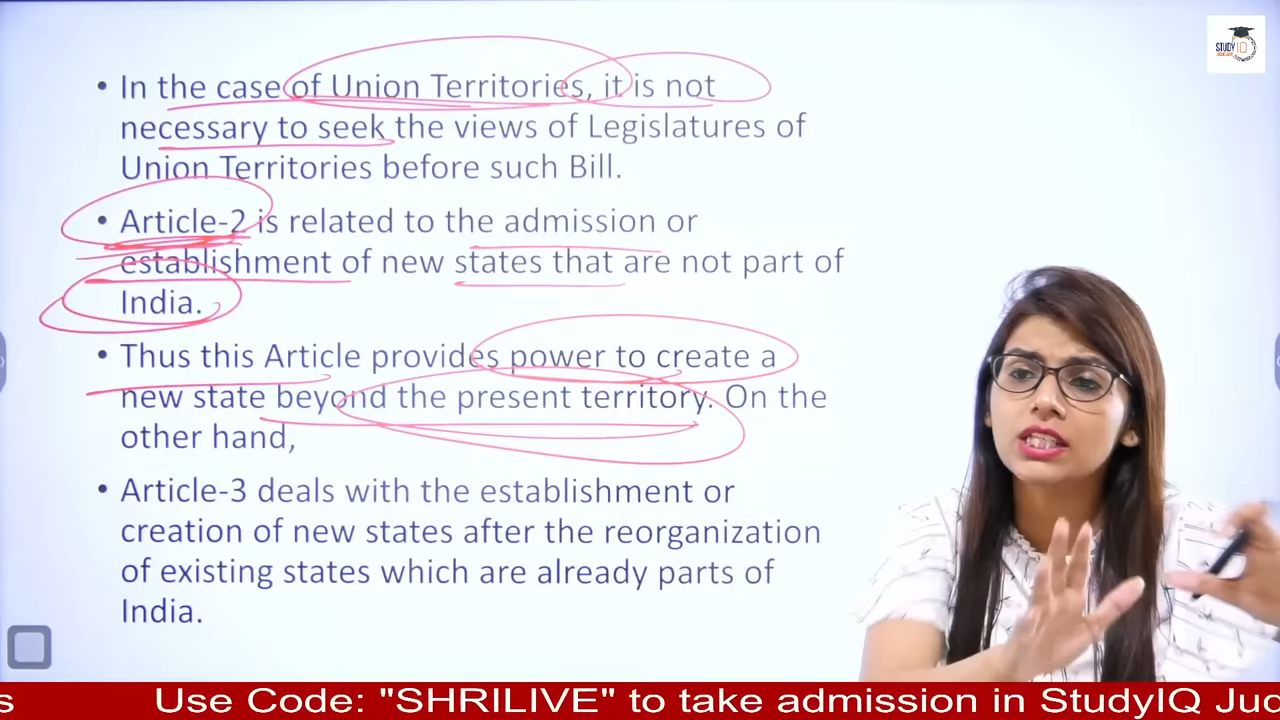 STUDY IQ
• In the case of Union Territories, it is not
necessary to seek the views of Legislatures of
Union Territories before such Bill.
• Article-2 is related to the admission or
establishment of new states that are not part of
India.
• Thus this Article provides power to create a
new state beyond the present territory. On the
other hand,
• Article-3 deals with the establishment or
creation of new states after the reorganization
of existing states which are already parts of
India.
s Use Code: "SHRILIVE" to take admission in StudyIQ Juc